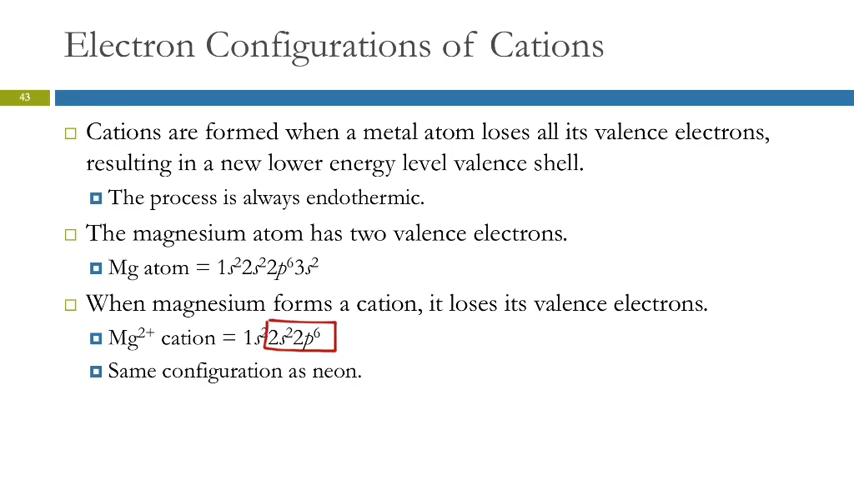 Electron Configurations of Cations
43
Cations are formed when a metal atom loses all its valence electrons,
resulting in a new lower energy level valence shell.
The process is always endothermic.
The magnesium atom has two valence electrons.
Mg atom = 1s²2s²2p⁶3s²
When magnesium forms a cation, it loses its valence electrons.
Mg²⁺ cation = 1s²2s²2p⁶
Same configuration as neon.